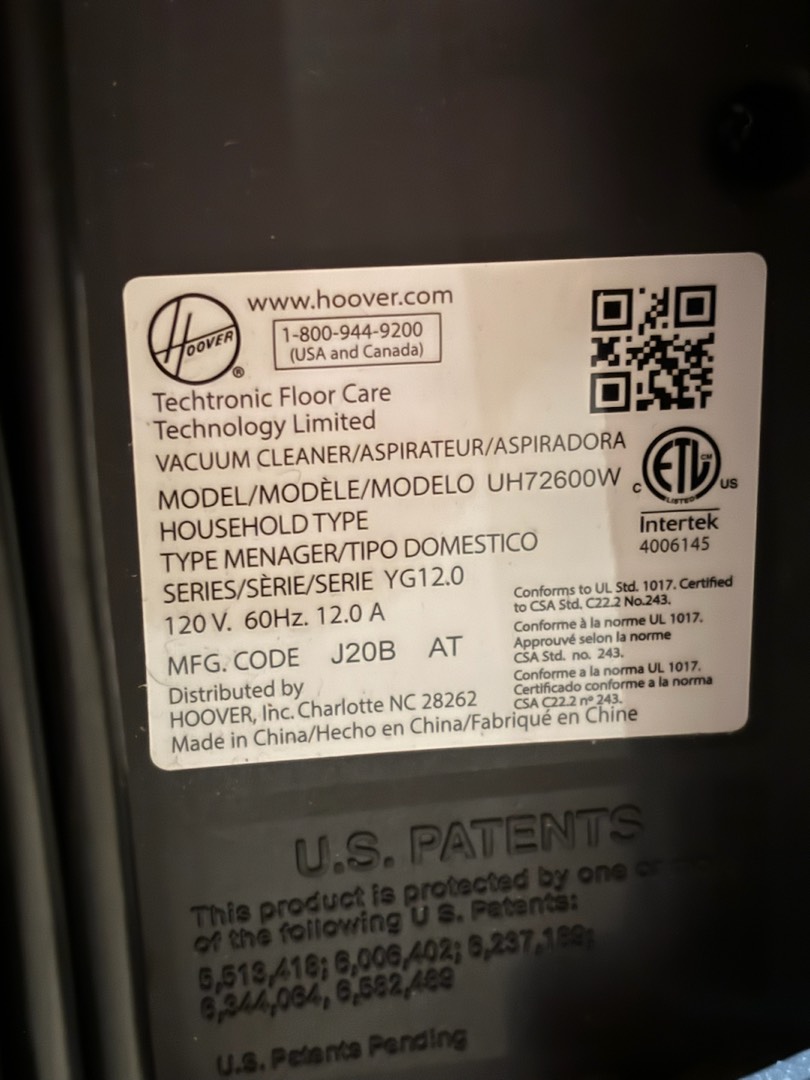 www.hoover.com
HOOVER®
1-800-944-9200
(USA and Canada)
Techtronic Floor Care
Technology Limited
VACUUM CLEANER/ASPIRATEUR/ASPIRADORA
MODEL/MODÈLE/MODELO UH72600W
HOUSEHOLD TYPE
TYPE MENAGER/TIPO DOMESTICO
SERIES/SÈRIE/SERIE YG12.0
120 V. 60Hz. 12.0 A
MFG. CODE J20B AT
Distributed by
HOOVER, Inc. Charlotte NC 28262
Made in China/Hecho en China/Fabriqué en Chine
C ETL CM US
LISTED
Intertek
4006145
Conforms to UL Std. 1017. Certified
to CSA Std. C22.2 No.243.
Conforme à la norme UL 1017.
Approuvé selon la norme
CSA Std. no. 243.
Conforme a la norma UL 1017.
Certificado conforme a la norma
CSA C22.2 nº 243.
U.S. PATENTS
This product is protected by one or
of the following U S. Patents:
6,006,402;
U.S. Patents Pending